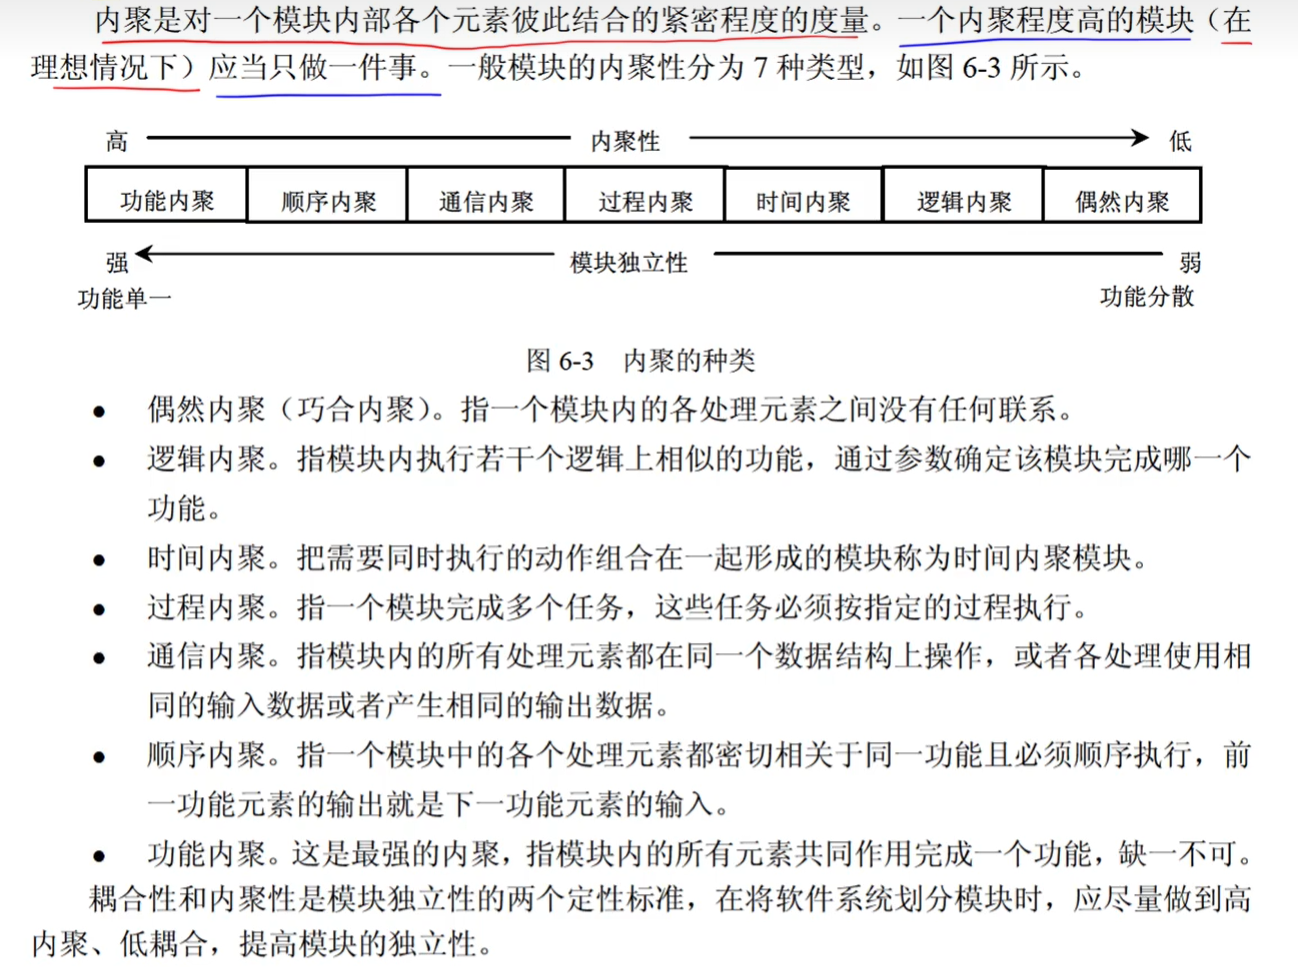 内聚是对一个模块内部各个元素彼此结合的紧密程度的度量。一个内聚程度高的模块（在
理想情况下）应当只做一件事。一般模块的内聚性分为 7 种类型，如图 6-3 所示。
高 内聚性 低
功能内聚 顺序内聚 通信内聚 过程内聚 时间内聚 逻辑内聚 偶然内聚
强 模块独立性 弱
功能单一 功能分散
图 6-3 内聚的种类
● 偶然内聚（巧合内聚）。指一个模块内的各处理元素之间没有任何联系。
● 逻辑内聚。指模块内执行若干个逻辑上相似的功能，通过参数确定该模块完成哪一个
功能。
● 时间内聚。把需要同时执行的动作组合在一起形成的模块称为时间内聚模块。
● 过程内聚。指一个模块完成多个任务，这些任务必须按指定的过程执行。
● 通信内聚。指模块内的所有处理元素都在同一个数据结构上操作，或者各处理使用相
同的输入数据或者产生相同的输出数据。
● 顺序内聚。指一个模块中的各个处理元素都密切相关于同一功能且必须顺序执行，前
一功能元素的输出就是下一功能元素的输入。
● 功能内聚。这是最强的内聚，指模块内的所有元素共同作用完成一个功能，缺一不可。
耦合性和内聚性是模块独立性的两个定性标准，在将软件系统划分模块时，应尽量做到高
内聚、低耦合，提高模块的独立性。